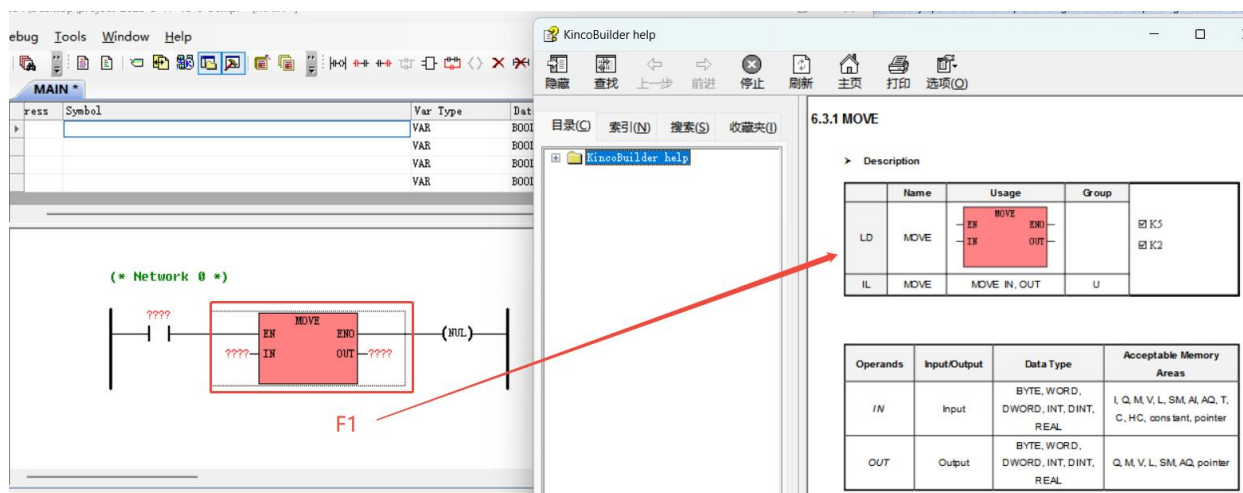 ebug Tools Window Help
MAIN *
ress Symbol Var Type
VAR BOOI
VAR BOOI
VAR BOOI
VAR BOOI
(* Network 0 *)
????
MOVE
EN ENO
(NUL)
????
IN OUT
????
F1
KincoBuilder help
隐藏 查找 上一步 前进 停止 刷新 主页 打印 选项(O)
目录(C) 索引(N) 搜索(S) 收藏夹(I)
KincoBuilder help
6.3.1 MOVE
➤ Description
Name Usage Group
LD MOVE
MOVE
EN ENO
IN OUT
☑ K5
☑ K2
IL MOVE MOVE IN, OUT U
Operands Input/Output Data Type Acceptable Memory Areas
IN Input BYTE, WORD, DWORD, INT, DINT, REAL I, Q, M, V, L, SM, AI, AQ, T, C, HC, constant, pointer
OUT Output BYTE, WORD, DWORD, INT, DINT, REAL Q, M, V, L, SM, AQ, pointer